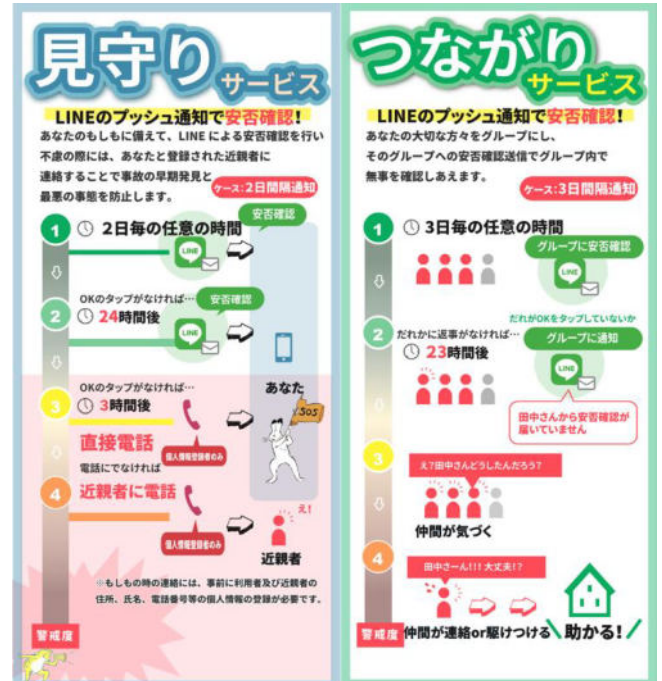 見守り
サービス
LINEのプッシュ通知で安否確認！
あなたのもしもに備えて、LINE による安否確認を行い
不慮の際には、あなたと登録された近親者に
連絡することで事故の早期発見と
最悪の事態を防止します。
ケース:2日間隔通知
1
2日毎の任意の時間
安否確認
LINE
OKのタップがなければ…
安否確認
2
24時間後
LINE
OKのタップがなければ…
あなた
3
3時間後
SOS
直接電話
個人情報登録者のみ
電話にでなければ
4
近親者に電話
え！
個人情報登録者のみ
近親者
※もしもの時の連絡には、事前に利用者及び近親者の
住所、氏名、電話番号等の個人情報の登録が必要です。
警戒度
つながり
サービス
LINEのプッシュ通知で安否確認！
あなたの大切な方々をグループにし、
そのグループへの安否確認送信でグループ内で
無事を確認しあえます。
ケース:3日間隔通知
1
3日毎の任意の時間
グループに安否確認
LINE
だれがOKをタップしていないか
2
だれかに返事がなければ…
グループに通知
23時間後
LINE
田中さんから安否確認が
届いていません
3
え？田中さんどうしたんだろう？
仲間が気づく
4
田中さーん!!! 大丈夫!?
警戒度
仲間が連絡or駆けつける
助かる！